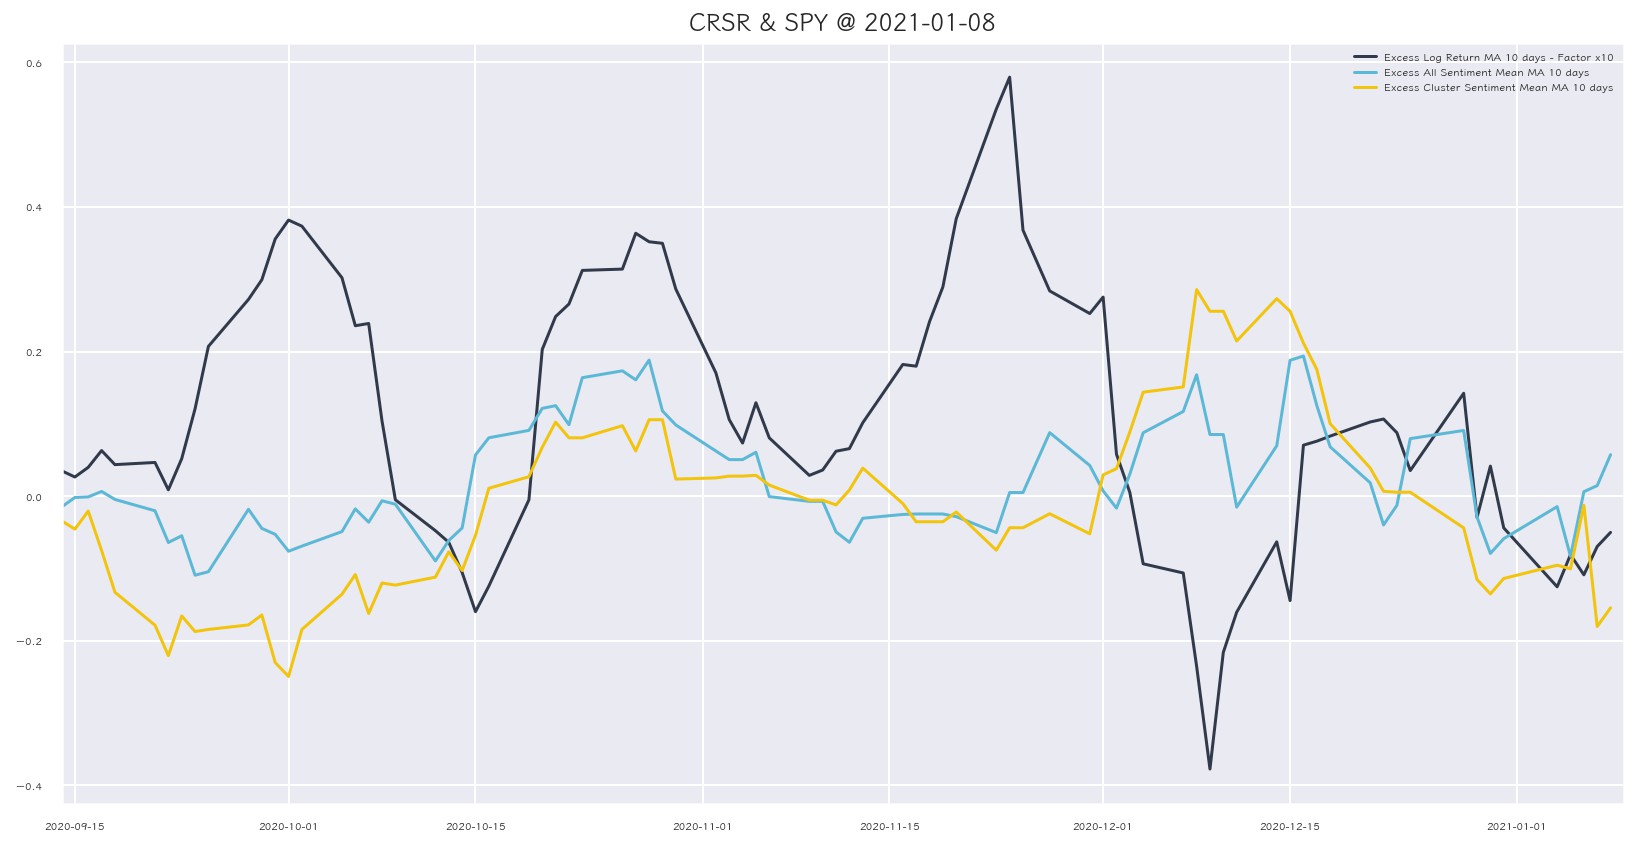 CRSR & SPY @ 2021-01-08
Excess Log Return MA 10 days - Factor x10
Excess All Sentiment Mean MA 10 days
Excess Cluster Sentiment Mean MA 10 days
0.6
0.4
0.2
0.0
−0.2
−0.4
2020-09-15 2020-10-01 2020-10-15 2020-11-01 2020-11-15 2020-12-01 2020-12-15 2021-01-01